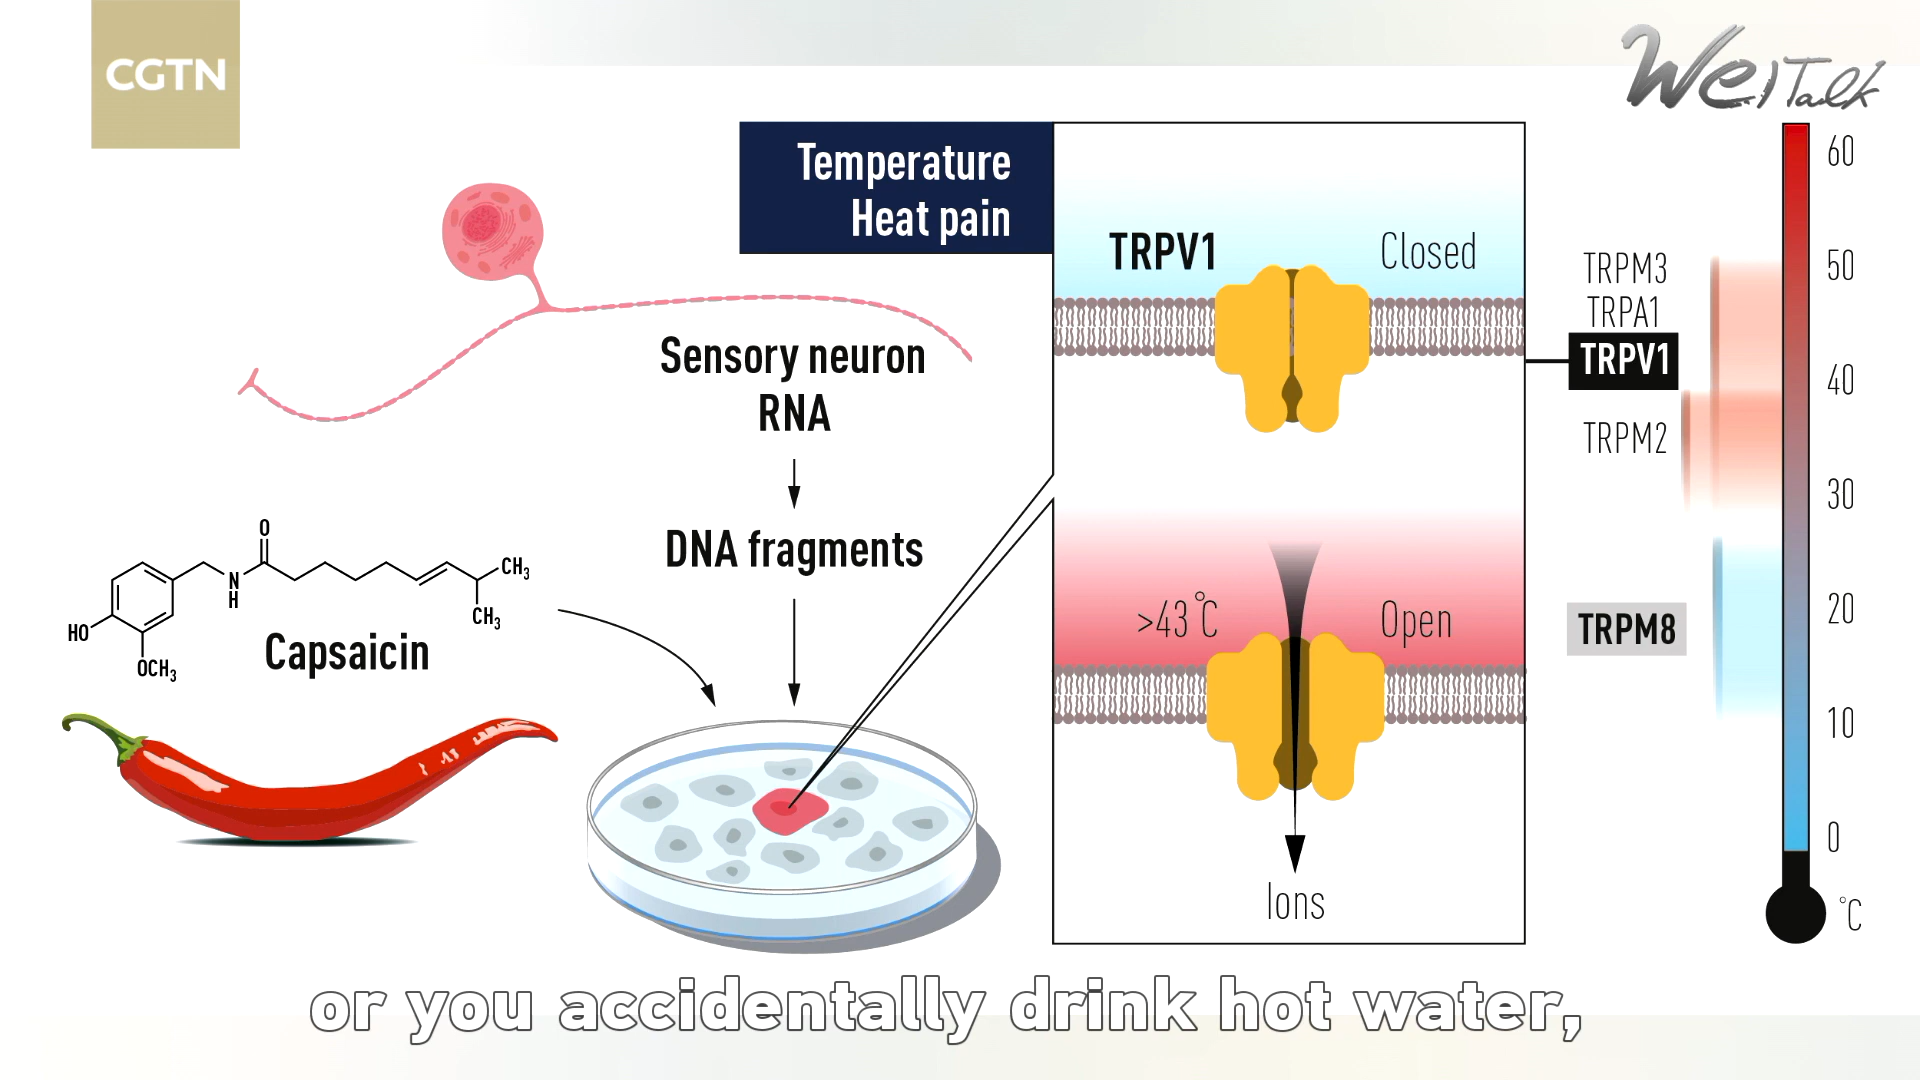 CGTN
WeiTalk
Temperature
Heat pain
TRPV1
Closed
Sensory neuron
RNA
DNA fragments
O
N
H
CH3
CH3
HO
OCH3
Capsaicin
>43°C
Open
Ions
TRPM3
TRPA1
TRPV1
TRPM2
TRPM8
60
50
40
30
20
10
0
°C
or you accidentally drink hot water,